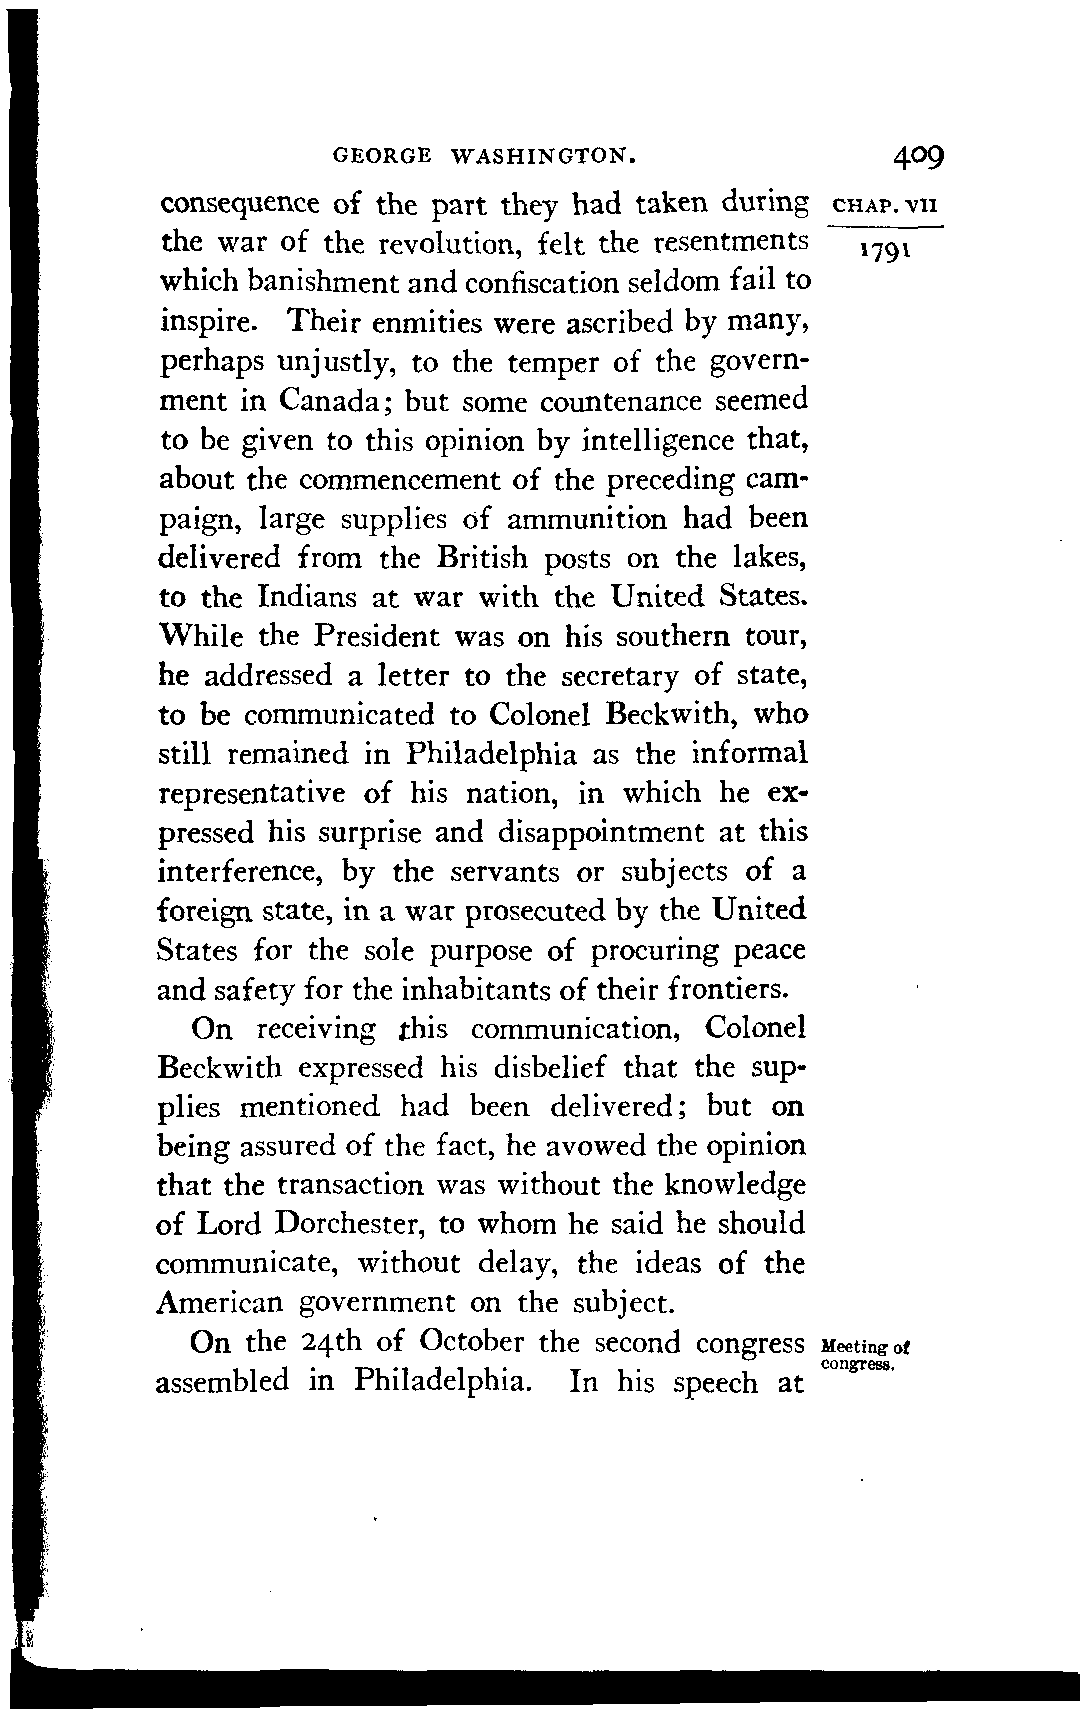 GEORGE WASHINGTON. 409
consequence of the part they had taken during CHAP. VII
the war of the revolution, felt the resentments 1791
which banishment and confiscation seldom fail to
inspire. Their enmities were ascribed by many,
perhaps unjustly, to the temper of the govern-
ment in Canada; but some countenance seemed
to be given to this opinion by intelligence that,
about the commencement of the preceding cam-
paign, large supplies of ammunition had been
delivered from the British posts on the lakes,
to the Indians at war with the United States.
While the President was on his southern tour,
he addressed a letter to the secretary of state,
to be communicated to Colonel Beckwith, who
still remained in Philadelphia as the informal
representative of his nation, in which he ex-
pressed his surprise and disappointment at this
interference, by the servants or subjects of a
foreign state, in a war prosecuted by the United
States for the sole purpose of procuring peace
and safety for the inhabitants of their frontiers.
On receiving this communication, Colonel
Beckwith expressed his disbelief that the sup-
plies mentioned had been delivered; but on
being assured of the fact, he avowed the opinion
that the transaction was without the knowledge
of Lord Dorchester, to whom he said he should
communicate, without delay, the ideas of the
American government on the subject.
On the 24th of October the second congress Meeting of
assembled in Philadelphia. In his speech at congress.